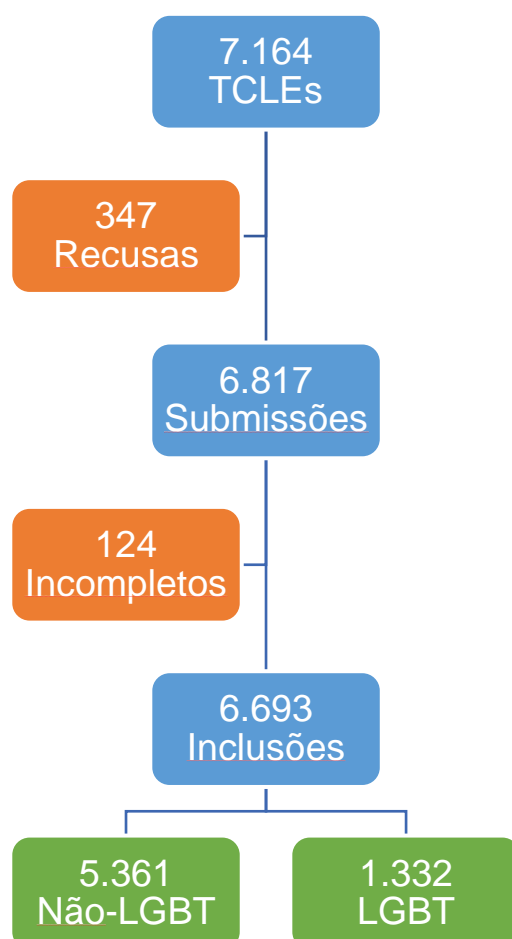 7.164
TCLEs
347
Recusas
6.817
Submissões
124
Incompletos
6.693
Inclusões
5.361
Não-LGBT
1.332
LGBT